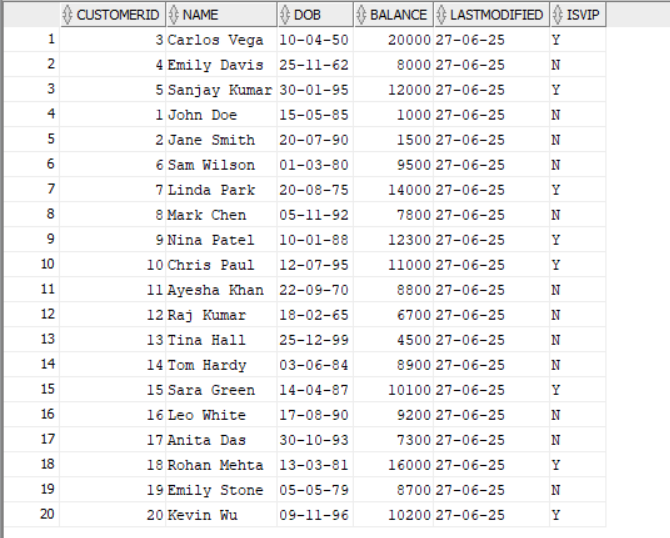 CUSTOMERID NAME DOB BALANCE LASTMODIFIED ISVIP
1 3 Carlos Vega 10-04-50 20000 27-06-25 Y
2 4 Emily Davis 25-11-62 8000 27-06-25 N
3 5 Sanjay Kumar 30-01-95 12000 27-06-25 Y
4 1 John Doe 15-05-85 1000 27-06-25 N
5 2 Jane Smith 20-07-90 1500 27-06-25 N
6 6 Sam Wilson 01-03-80 9500 27-06-25 N
7 7 Linda Park 20-08-75 14000 27-06-25 Y
8 8 Mark Chen 05-11-92 7800 27-06-25 N
9 9 Nina Patel 10-01-88 12300 27-06-25 Y
10 10 Chris Paul 12-07-95 11000 27-06-25 Y
11 11 Ayesha Khan 22-09-70 8800 27-06-25 N
12 12 Raj Kumar 18-02-65 6700 27-06-25 N
13 13 Tina Hall 25-12-99 4500 27-06-25 N
14 14 Tom Hardy 03-06-84 8900 27-06-25 N
15 15 Sara Green 14-04-87 10100 27-06-25 Y
16 16 Leo White 17-08-90 9200 27-06-25 N
17 17 Anita Das 30-10-93 7300 27-06-25 N
18 18 Rohan Mehta 13-03-81 16000 27-06-25 Y
19 19 Emily Stone 05-05-79 8700 27-06-25 N
20 20 Kevin Wu 09-11-96 10200 27-06-25 Y